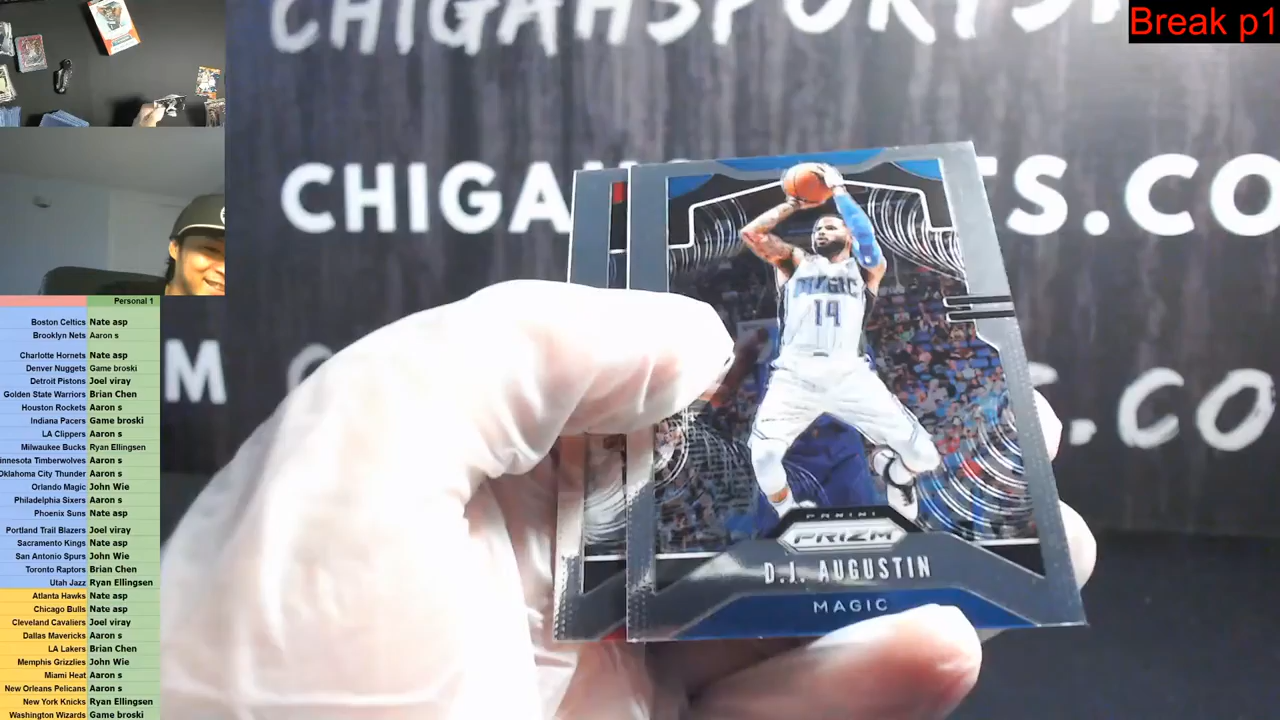 Break p1
CHIGAHSPORTS
CHIGAH
TS.CO
M
S.CO
MAGIC
14
PANINI
PRIZM
D.J. AUGUSTIN
MAGIC
Personal 1
Boston Celtics Nate asp
Brooklyn Nets Aaron s
Charlotte Hornets Nate asp
Denver Nuggets Game broski
Detroit Pistons Joel viray
Golden State Warriors Brian Chen
Houston Rockets Aaron s
Indiana Pacers Game broski
LA Clippers Aaron s
Milwaukee Bucks Ryan Ellingsen
nnesota Timberwolves Aaron s
Oklahoma City Thunder Aaron s
Orlando Magic John Wie
Philadelphia Sixers Aaron s
Phoenix Suns Nate asp
Portland Trail Blazers Joel viray
Sacramento Kings Nate asp
San Antonio Spurs John Wie
Toronto Raptors Brian Chen
Utah Jazz Ryan Ellingsen
Atlanta Hawks Nate asp
Chicago Bulls Nate asp
Cleveland Cavaliers Joel viray
Dallas Mavericks Aaron s
LA Lakers Brian Chen
Memphis Grizzlies John Wie
Miami Heat Aaron s
New Orleans Pelicans Aaron s
New York Knicks Ryan Ellingsen
Washington Wizards Game broski